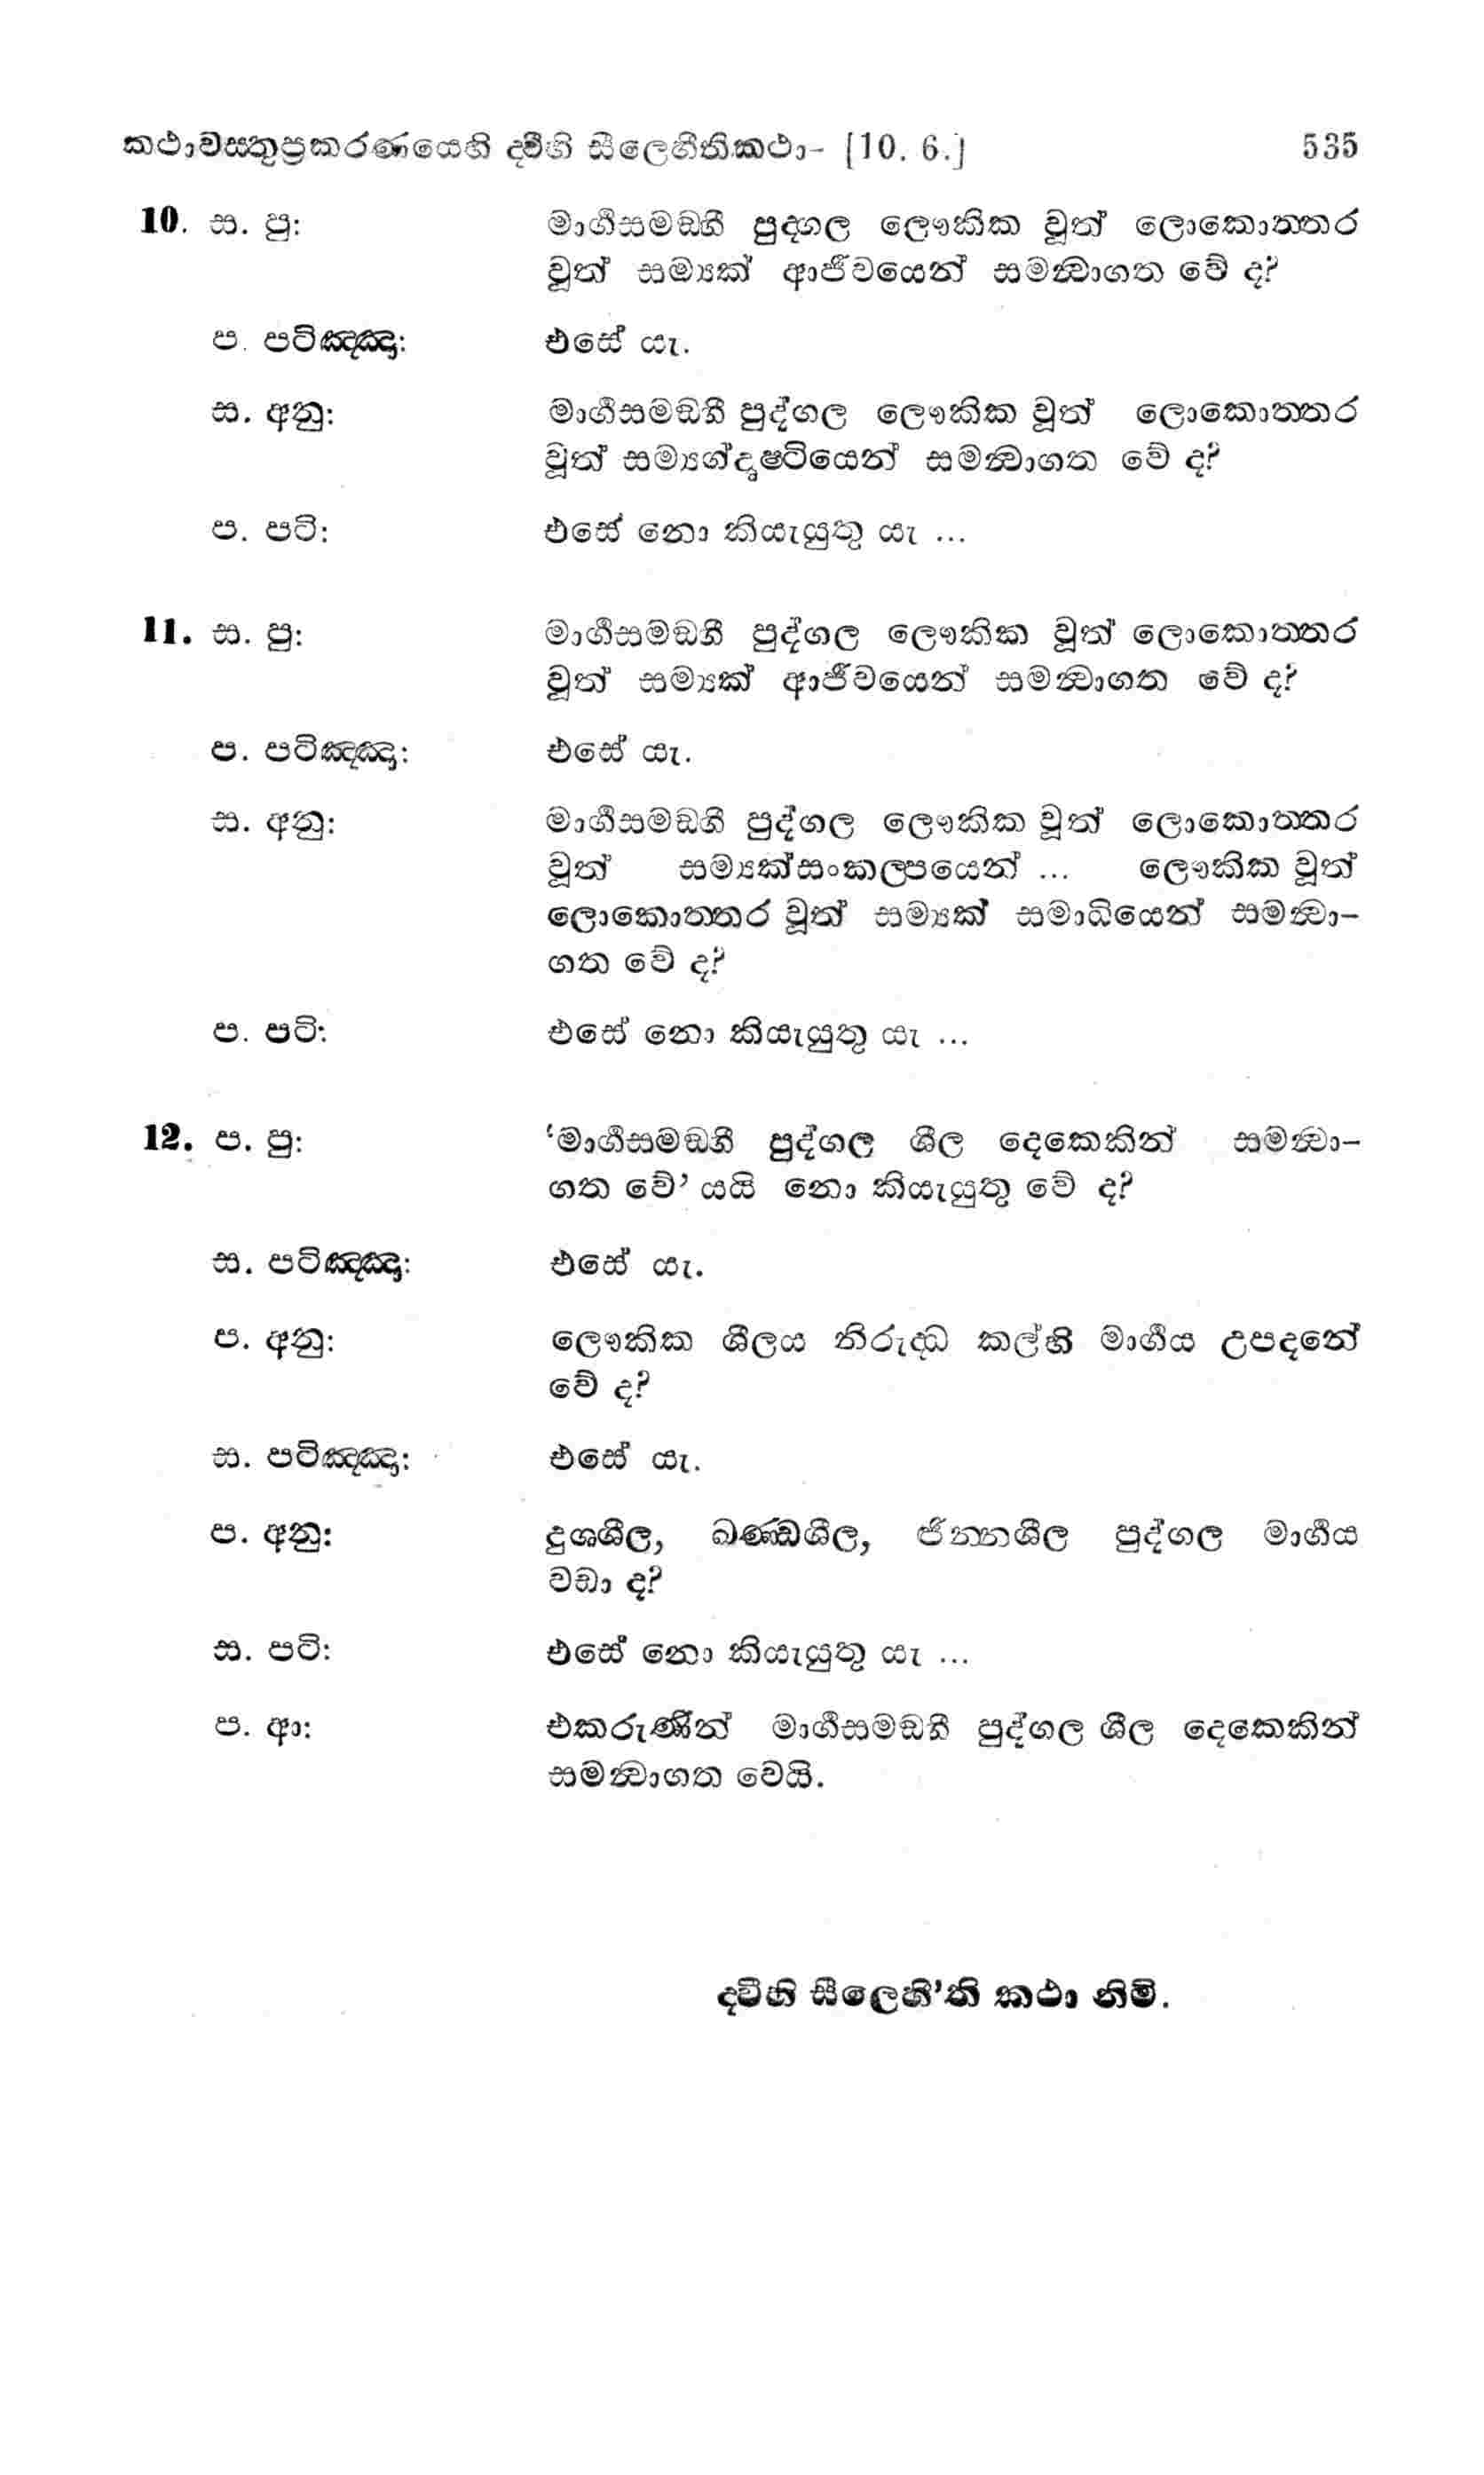 කථාවස්තුප්‍රකරණයෙහි ද්වීහි සීලෙහීතිකථා- [10. 6.] 535
10. ස. පු: මාර්ගසමඞ්ගී පුද්ගල ලෞකික වූත් ලොකොත්තර
වූත් සම්‍යක් ආජීවයෙන් සමන්වාගත වේ ද?
ප. පටිඤ්ඤා: එසේ යැ.
ස. අනු: මාර්ගසමඞ්ගී පුද්ගල ලෞකික වූත් ලොකොත්තර
වූත් සම්‍යග්දෘෂ්ටියෙන් සමන්වාගත වේ ද?
ප. පටි: එසේ නො කියැයුතු යැ ...
11. ස. පු: මාර්ගසමඞ්ගී පුද්ගල ලෞකික වූත් ලොකොත්තර
වූත් සම්‍යක් ආජීවයෙන් සමන්වාගත වේ ද?
ප. පටිඤ්ඤා: එසේ යැ.
ස. අනු: මාර්ගසමඞ්ගී පුද්ගල ලෞකික වූත් ලොකොත්තර
වූත් සම්‍යක්සංකල්පයෙන් ... ලෞකික වූත්
ලොකොත්තර වූත් සම්‍යක් සමාධියෙන් සමන්වා-
ගත වේ ද?
ප. පටි: එසේ නො කියැයුතු යැ ...
12. ප. පු: ‘මාර්ගසමඞ්ගී පුද්ගල ශීල දෙකෙකින් සමන්වා-
ගත වේ’ යයි නො කියැයුතු වේ ද?
ස. පටිඤ්ඤා: එසේ යැ.
ප. අනු: ලෞකික ශීලය නිරුද්ධ කල්හි මාර්ගය උපදනේ
වේ ද?
ස. පටිඤ්ඤා: එසේ යැ.
ප. අනු: දුශ්ශීල, ඛණ්ඩශීල, ඡින්නශීල පුද්ගල මාර්ගය
වඩා ද?
ස. පටි: එසේ නො කියැයුතු යැ ...
ප. ආ: එකරුණින් මාර්ගසමඞ්ගී පුද්ගල ශීල දෙකෙකින්
සමන්වාගත වෙයි.
ද්වීහි සීලෙහී’ති කථා නිමි.